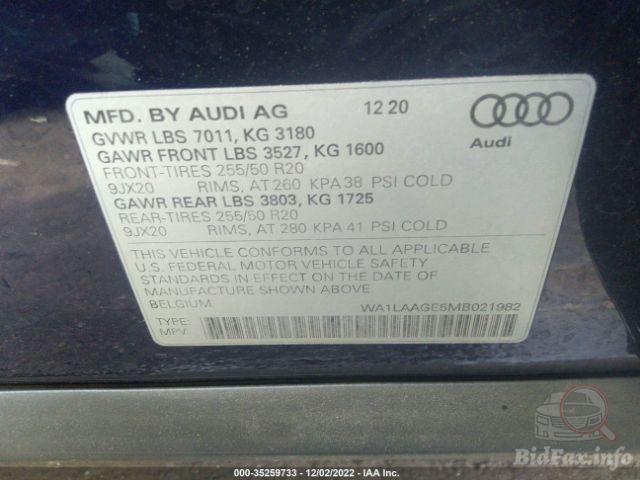 MFD. BY AUDI AG 12 20
GVWR LBS 7011, KG 3180
GAWR FRONT LBS 3527, KG 1600
FRONT-TIRES 255/50 R20
9JX20 RIMS, AT 260 KPA 38 PSI COLD
GAWR REAR LBS 3803, KG 1725
REAR-TIRES 255/50 R20
9JX20 RIMS, AT 280 KPA 41 PSI COLD
Audi
THIS VEHICLE CONFORMS TO ALL APPLICABLE
U.S. FEDERAL MOTOR VEHICLE SAFETY
STANDARDS IN EFFECT ON THE DATE OF
MANUFACTURE SHOWN ABOVE.
BELGIUM
WA1LAAGE6MB021982
TYPE:
MPV
BidFax.info
000-35259733 - 12/02/2022 - IAA Inc.